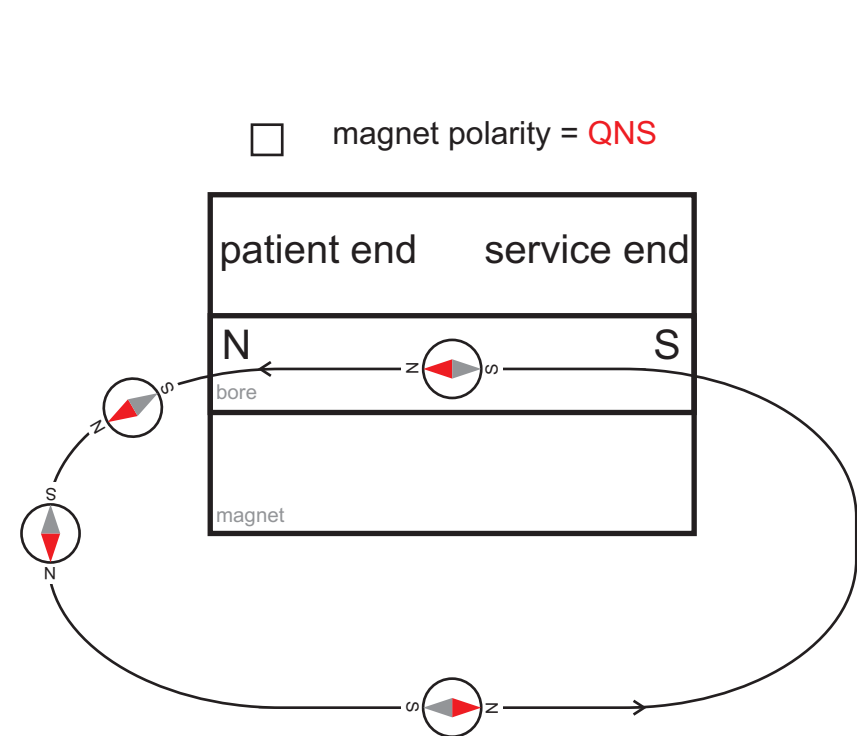 magnet polarity = QNS
patient end service end
N S
N S
bore
S
N
S
N
magnet
S N